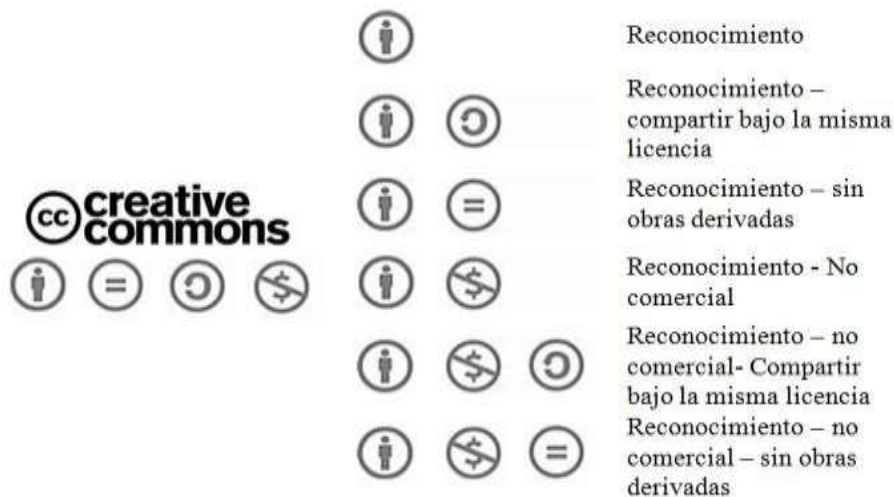 cc creative
commons
Reconocimiento
Reconocimiento –
compartir bajo la misma
licencia
Reconocimiento – sin
obras derivadas
Reconocimiento - No
comercial
Reconocimiento – no
comercial- Compartir
bajo la misma licencia
Reconocimiento – no
comercial – sin obras
derivadas